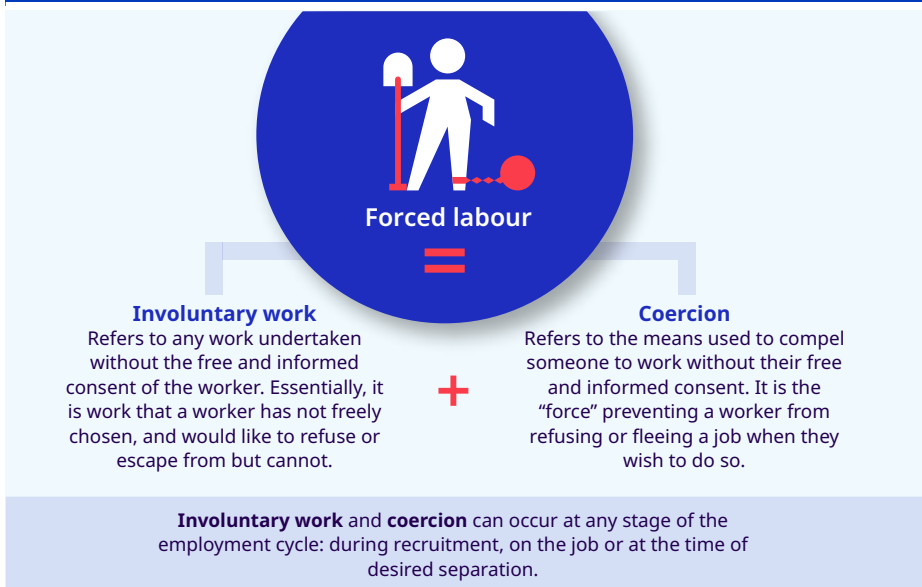 Forced labour
=
Involuntary work
Refers to any work undertaken
without the free and informed
consent of the worker. Essentially, it
is work that a worker has not freely
chosen, and would like to refuse or
escape from but cannot.
+
Coercion
Refers to the means used to compel
someone to work without their free
and informed consent. It is the
“force” preventing a worker from
refusing or fleeing a job when they
wish to do so.
Involuntary work and coercion can occur at any stage of the
employment cycle: during recruitment, on the job or at the time of
desired separation.